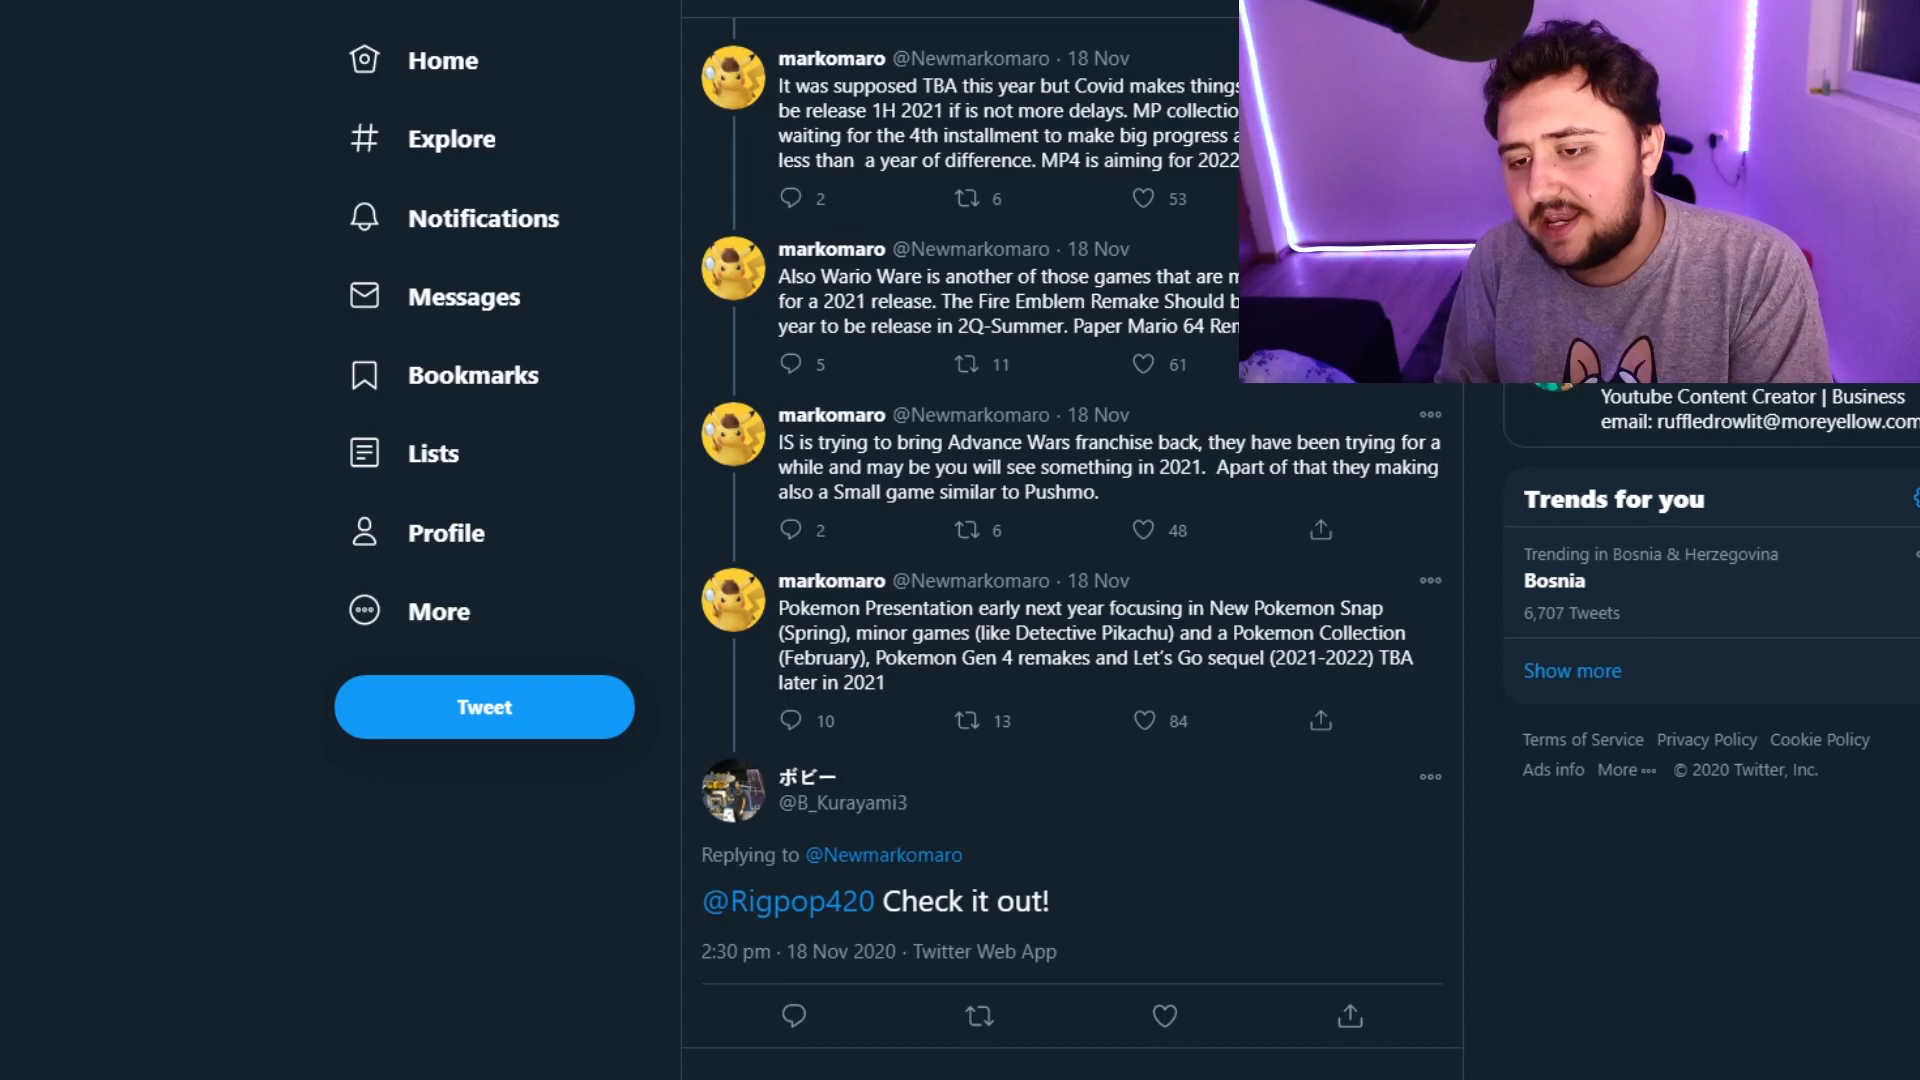 Home
Explore
Notifications
Messages
Bookmarks
Lists
Profile
More
Tweet
markomaro @Newmarkomaro · 18 Nov
It was supposed TBA this year but Covid makes things
be release 1H 2021 if is not more delays. MP collectio
waiting for the 4th installment to make big progress a
less than a year of difference. MP4 is aiming for 2022
2 6 53
markomaro @Newmarkomaro · 18 Nov
Also Wario Ware is another of those games that are m
for a 2021 release. The Fire Emblem Remake Should b
year to be release in 2Q-Summer. Paper Mario 64 Rem
5 11 61
markomaro @Newmarkomaro · 18 Nov
IS is trying to bring Advance Wars franchise back, they have been trying for a
while and may be you will see something in 2021. Apart of that they making
also a Small game similar to Pushmo.
2 6 48
markomaro @Newmarkomaro · 18 Nov
Pokemon Presentation early next year focusing in New Pokemon Snap
(Spring), minor games (like Detective Pikachu) and a Pokemon Collection
(February), Pokemon Gen 4 remakes and Let's Go sequel (2021-2022) TBA
later in 2021
10 13 84
ボビー
@B_Kurayami3
Replying to @Newmarkomaro
@Rigpop420 Check it out!
2:30 pm · 18 Nov 2020 · Twitter Web App
Youtube Content Creator | Business
email: ruffledrowlit@moreyellow.com
Trends for you
Trending in Bosnia & Herzegovina
Bosnia
6,707 Tweets
Show more
Terms of Service Privacy Policy Cookie Policy
Ads info More © 2020 Twitter, Inc.